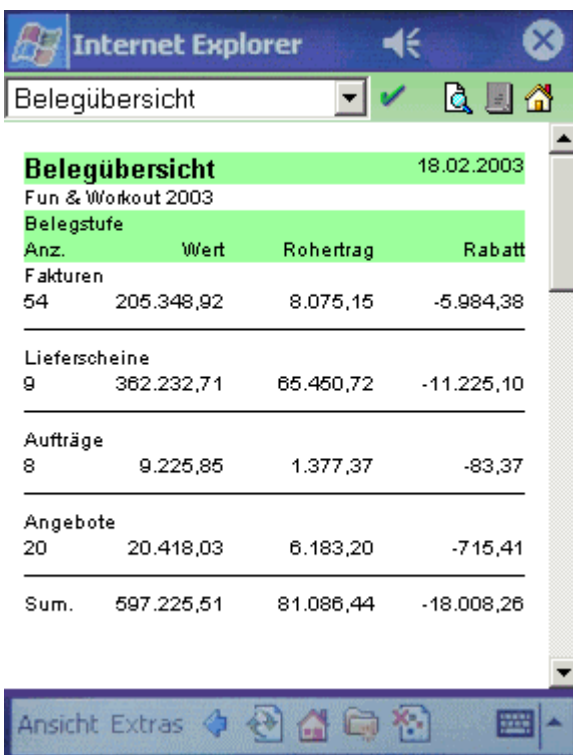 Internet Explorer
Belegübersicht
Belegübersicht 18.02.2003
Fun & Workout 2003
Belegstufe
Anz. Wert Rohertrag Rabatt
Fakturen
54 205.348,92 8.075,15 -5.984,38
Lieferscheine
9 362.232,71 65.450,72 -11.225,10
Aufträge
8 9.225,85 1.377,37 -83,37
Angebote
20 20.418,03 6.183,20 -715,41
Sum. 597.225,51 81.086,44 -18.008,26
Ansicht Extras